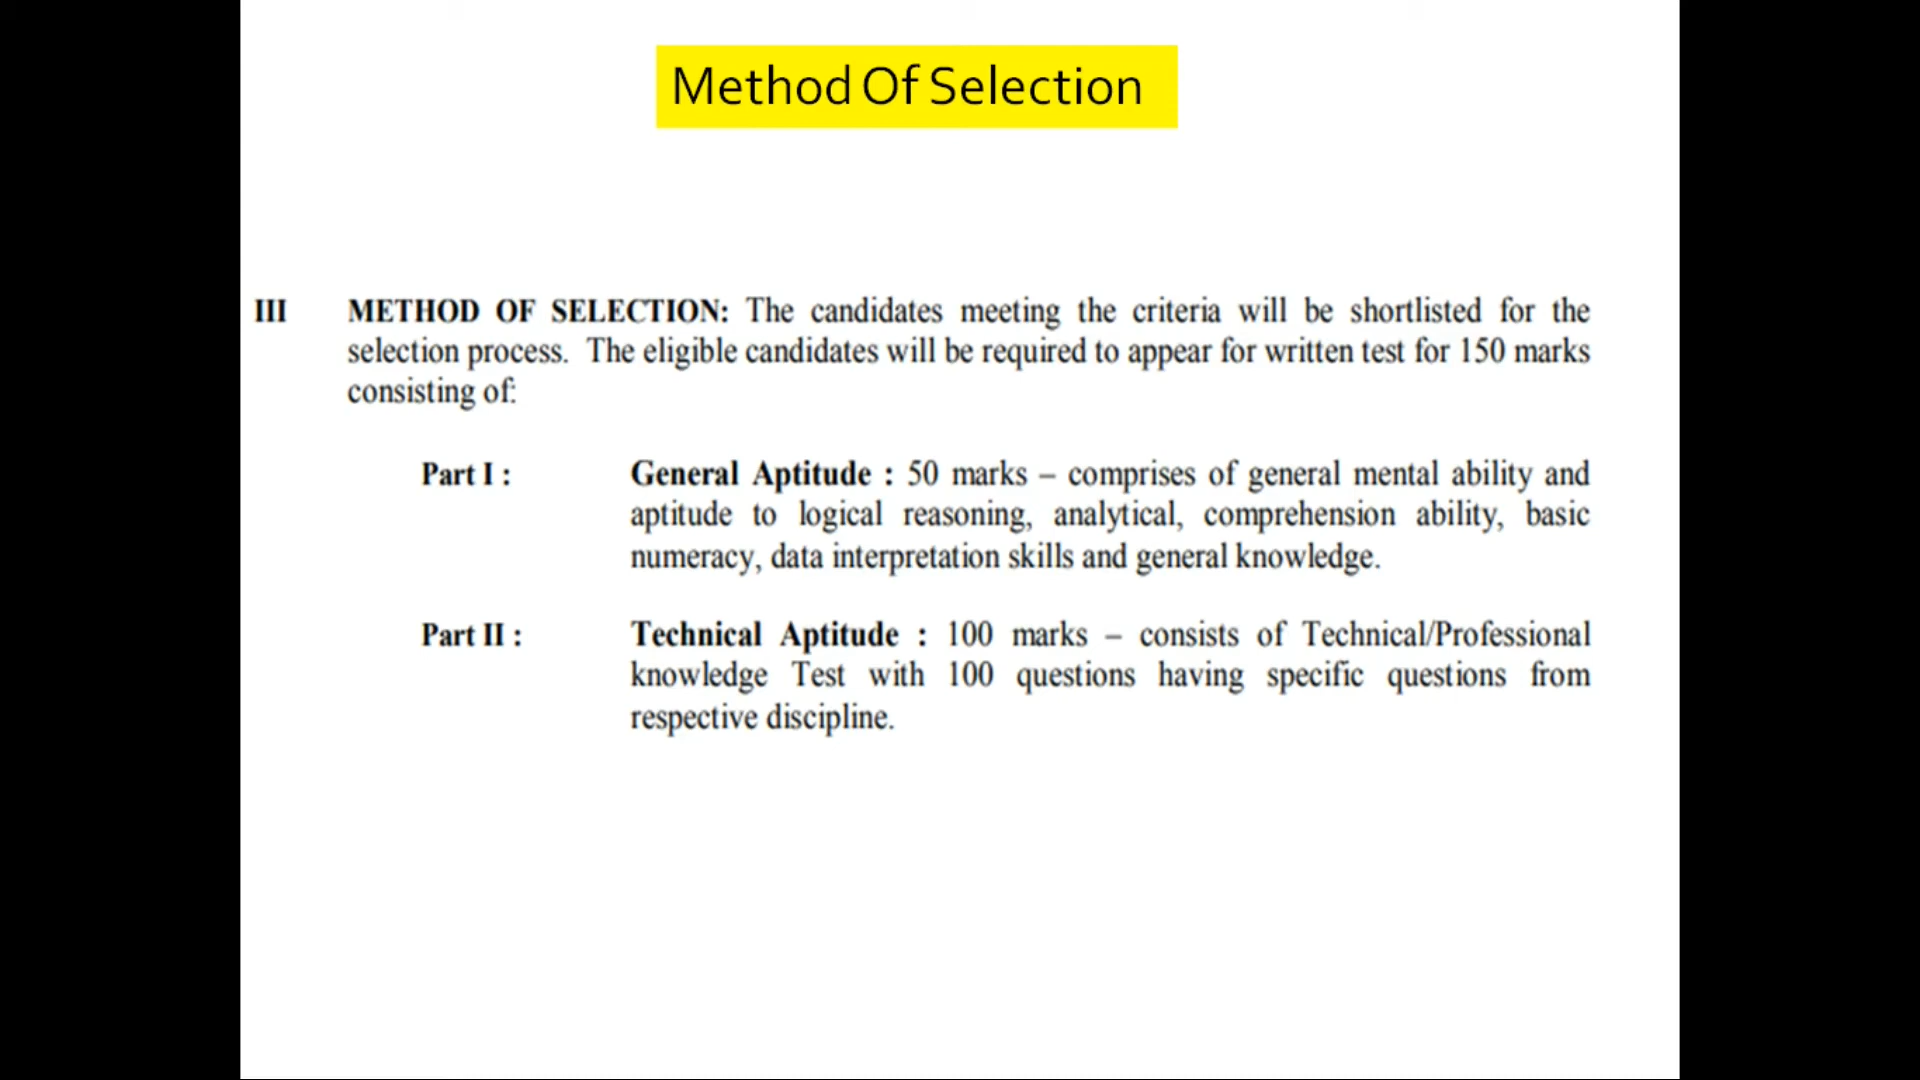 Method Of Selection
III METHOD OF SELECTION: The candidates meeting the criteria will be shortlisted for the
selection process. The eligible candidates will be required to appear for written test for 150 marks
consisting of:
Part I : General Aptitude : 50 marks – comprises of general mental ability and
aptitude to logical reasoning, analytical, comprehension ability, basic
numeracy, data interpretation skills and general knowledge.
Part II : Technical Aptitude : 100 marks – consists of Technical/Professional
knowledge Test with 100 questions having specific questions from
respective discipline.